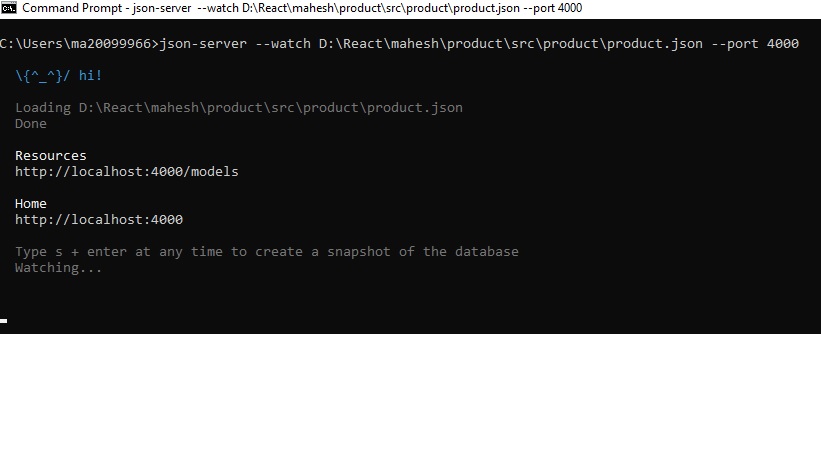 Command Prompt - json-server --watch D:\React\mahesh\product\src\product\product.json --port 4000
C:\Users\ma20099966>json-server --watch D:\React\mahesh\product\src\product\product.json --port 4000
\{^_^}/ hi!
Loading D:\React\mahesh\product\src\product\product.json
Done
Resources
http://localhost:4000/models
Home
http://localhost:4000
Type s + enter at any time to create a snapshot of the database
Watching...